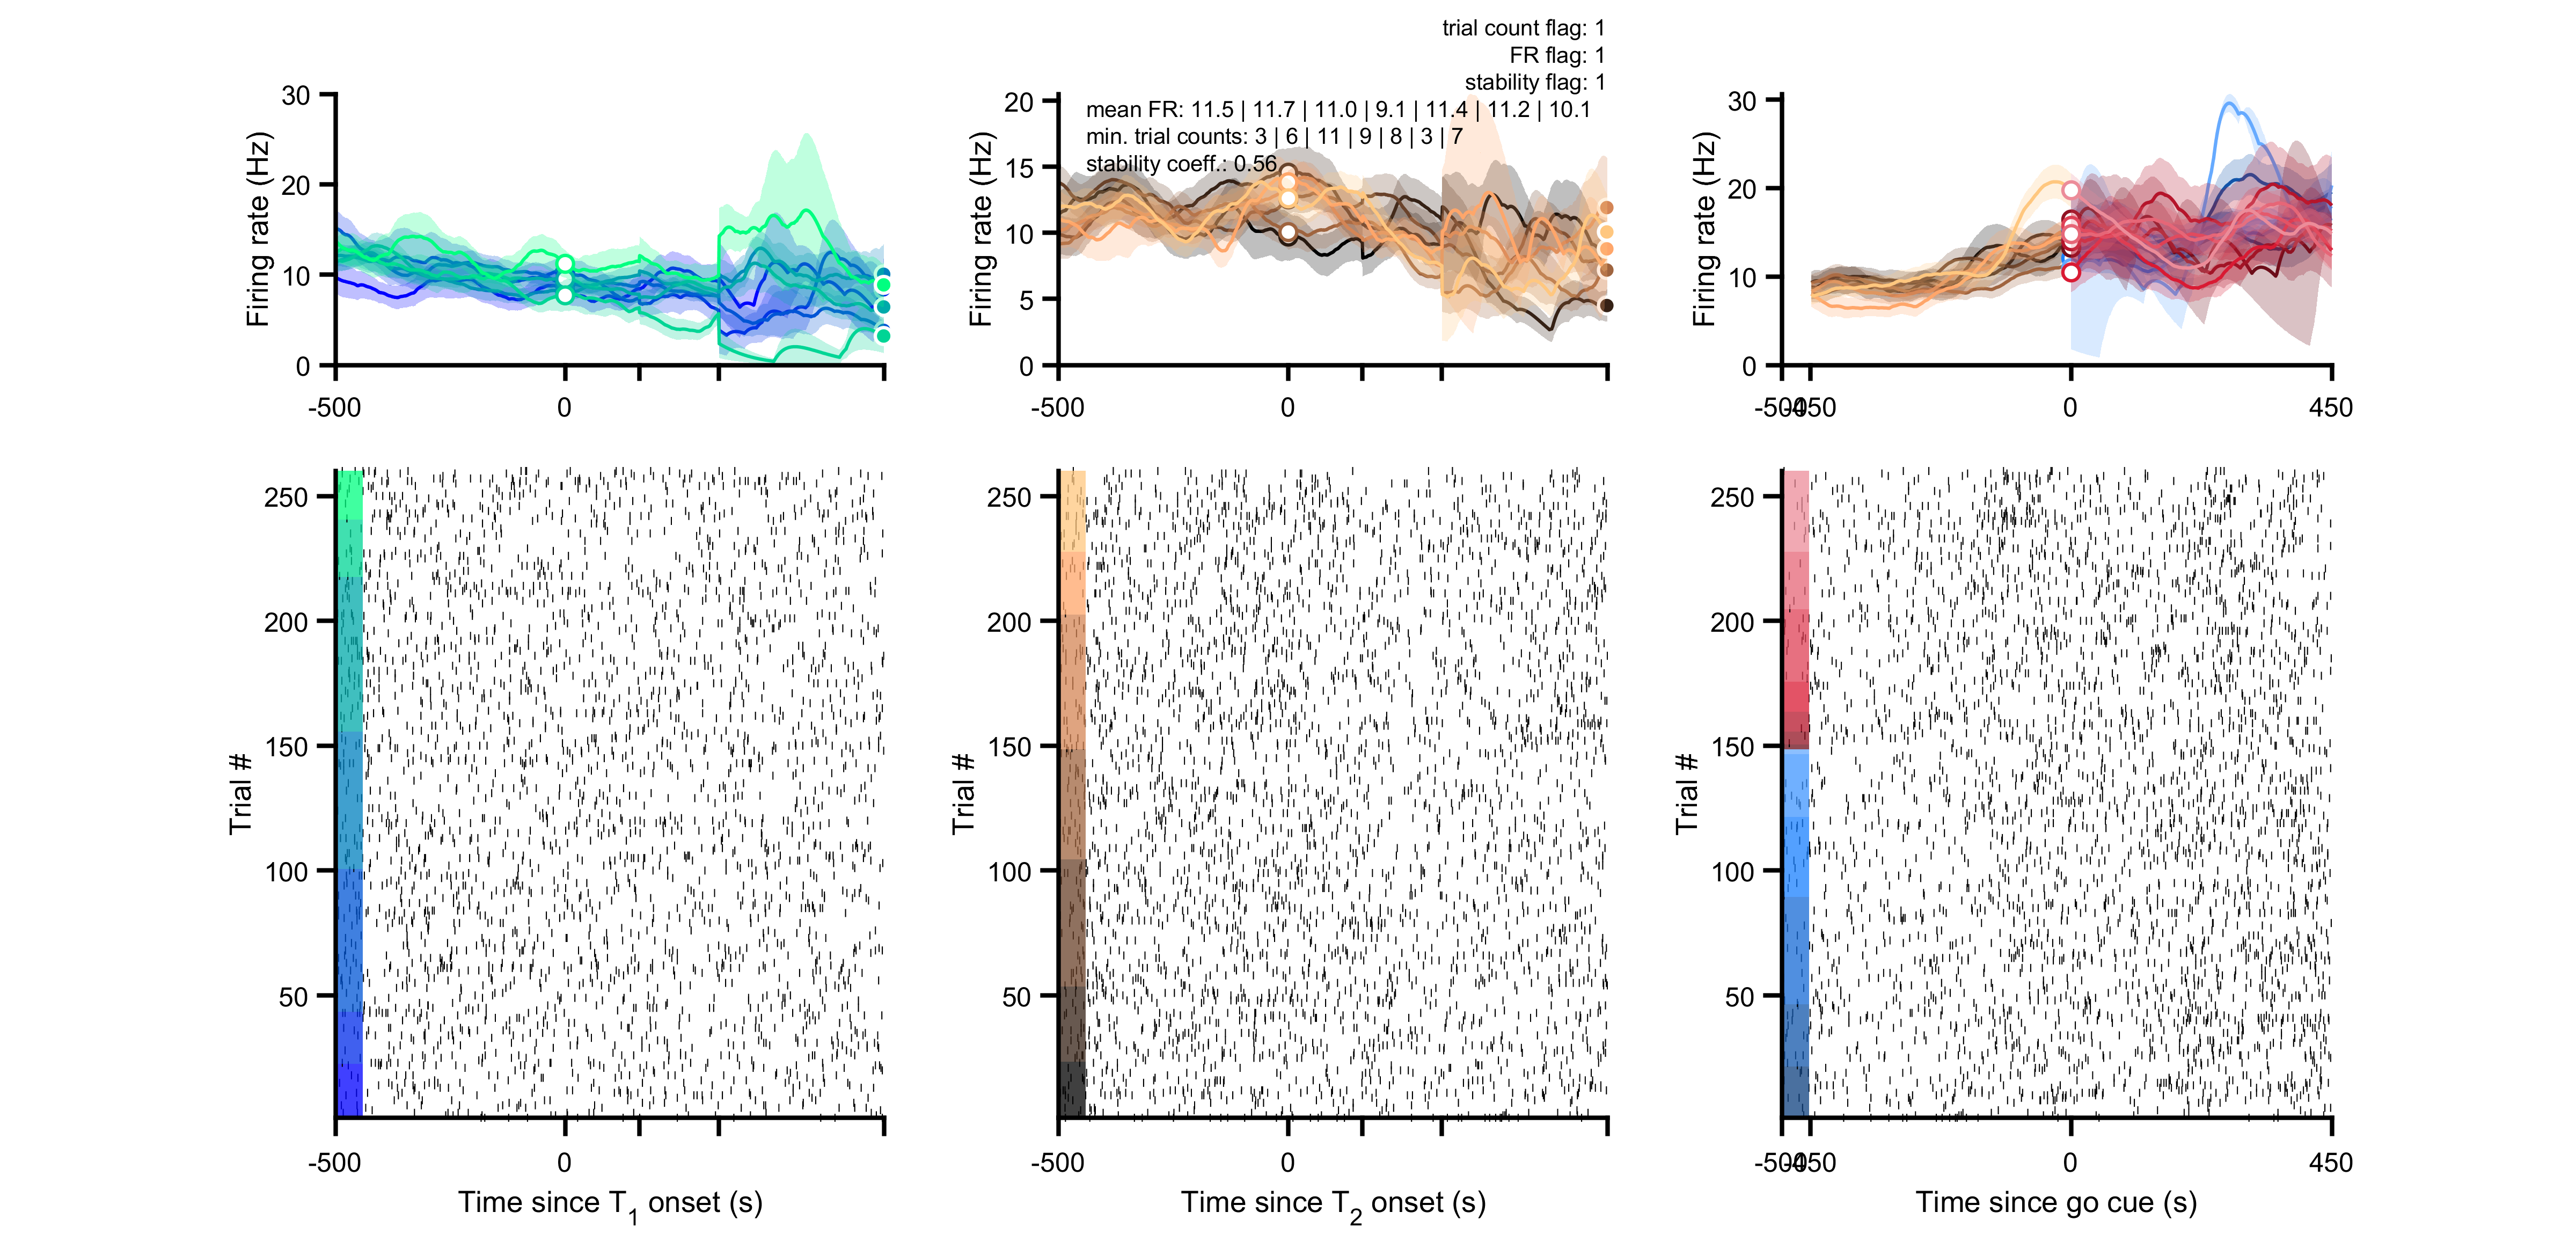 trial count flag: 1
FR flag: 1
stability flag: 1
mean FR: 11.5 | 11.7 | 11.0 | 9.1 | 11.4 | 11.2 | 10.1
min. trial counts: 3 | 6 | 11 | 9 | 8 | 3 | 7
stability coeff.: 0.56
Firing rate (Hz)
30
20
10
0
-500
0
Firing rate (Hz)
20
15
10
5
0
-500
0
Firing rate (Hz)
30
20
10
0
-500
-450
0
450
Trial #
250
200
150
100
50
-500
0
Time since T1 onset (s)
Trial #
250
200
150
100
50
-500
0
Time since T2 onset (s)
Trial #
250
200
150
100
50
-500
-450
0
450
Time since go cue (s)